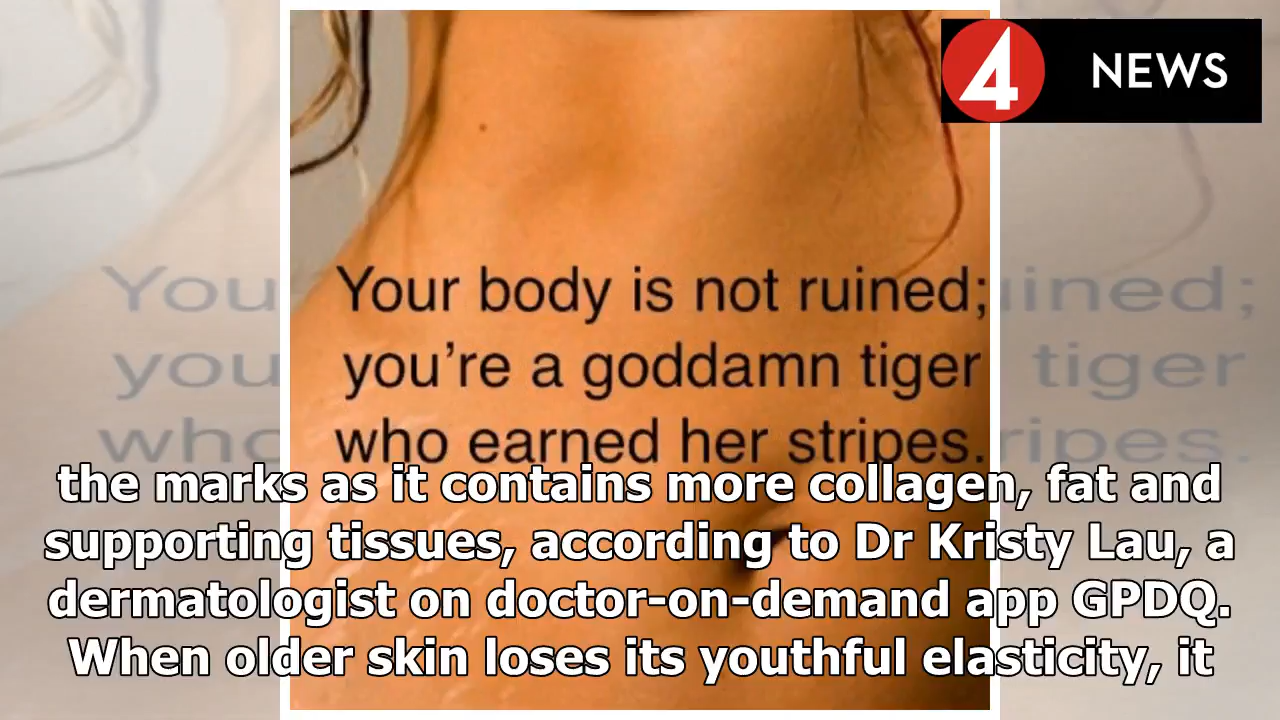 4 NEWS
Your body is not ruined;
you’re a goddamn tiger
who earned her stripes.
the marks as it contains more collagen, fat and
supporting tissues, according to Dr Kristy Lau, a
dermatologist on doctor-on-demand app GPDQ.
When older skin loses its youthful elasticity, it